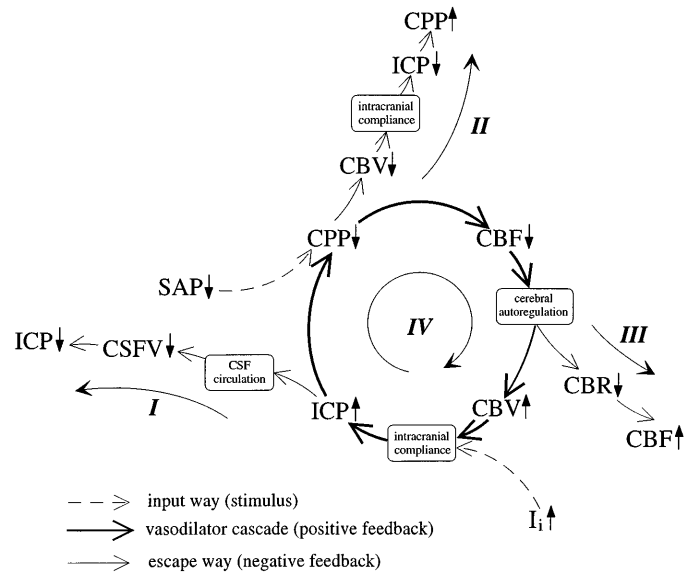 CPP↑
ICP↓
intracranial
compliance
II
CBV↓
CPP↓
CBF↓
SAP↓
cerebral
autoregulation
IV
III
ICP↓
CSFV↓
CSF
circulation
CBR↓
I
ICP↑
CBV↑
CBF↑
intracranial
compliance
Ii↑
input way (stimulus)
vasodilator cascade (positive feedback)
escape way (negative feedback)